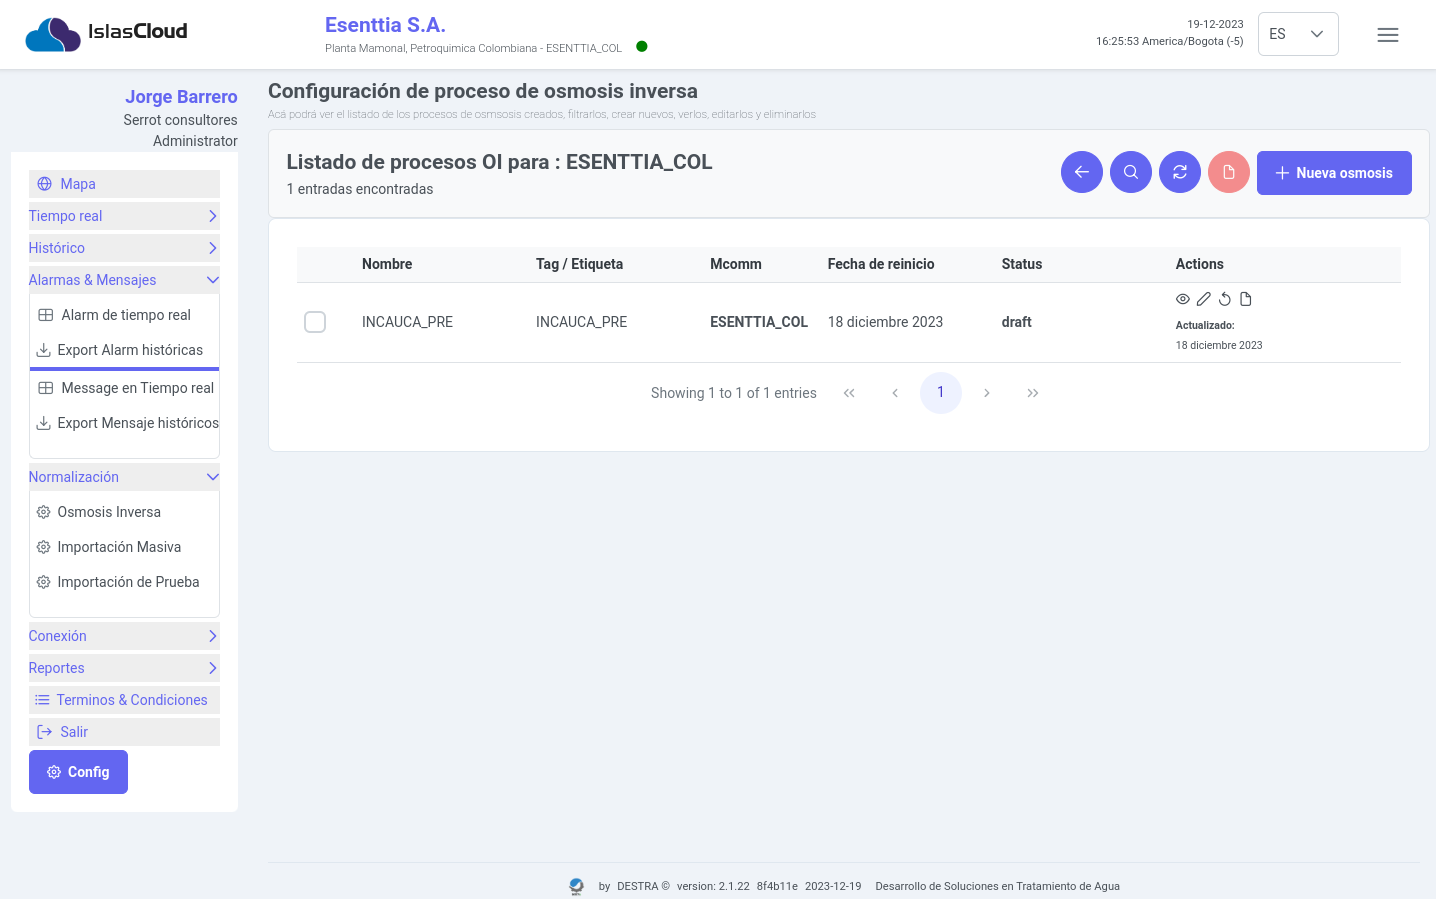 IslasCloud
Esenttia S.A.
Planta Mamonal, Petroquimica Colombiana - ESENTTIA_COL
19-12-2023
16:25:53 America/Bogota (-5)
ES
Jorge Barrero
Serrot consultores
Administrator
Mapa
Tiempo real
Histórico
Alarmas & Mensajes
Alarm de tiempo real
Export Alarm históricas
Message en Tiempo real
Export Mensaje históricos
Normalización
Osmosis Inversa
Importación Masiva
Importación de Prueba
Conexión
Reportes
Terminos & Condiciones
Salir
Config
Configuración de proceso de osmosis inversa
Acá podrá ver el listado de los procesos de osmsosis creados, filtrarlos, crear nuevos, verlos, editarlos y eliminarlos
Listado de procesos OI para : ESENTTIA_COL
1 entradas encontradas
Nueva osmosis
Nombre Tag / Etiqueta Mcomm Fecha de reinicio Status Actions
INCAUCA_PRE INCAUCA_PRE ESENTTIA_COL 18 diciembre 2023 draft
Actualizado:
18 diciembre 2023
Showing 1 to 1 of 1 entries 1
by DESTRA © version: 2.1.22 8f4b11e 2023-12-19 Desarrollo de Soluciones en Tratamiento de Agua